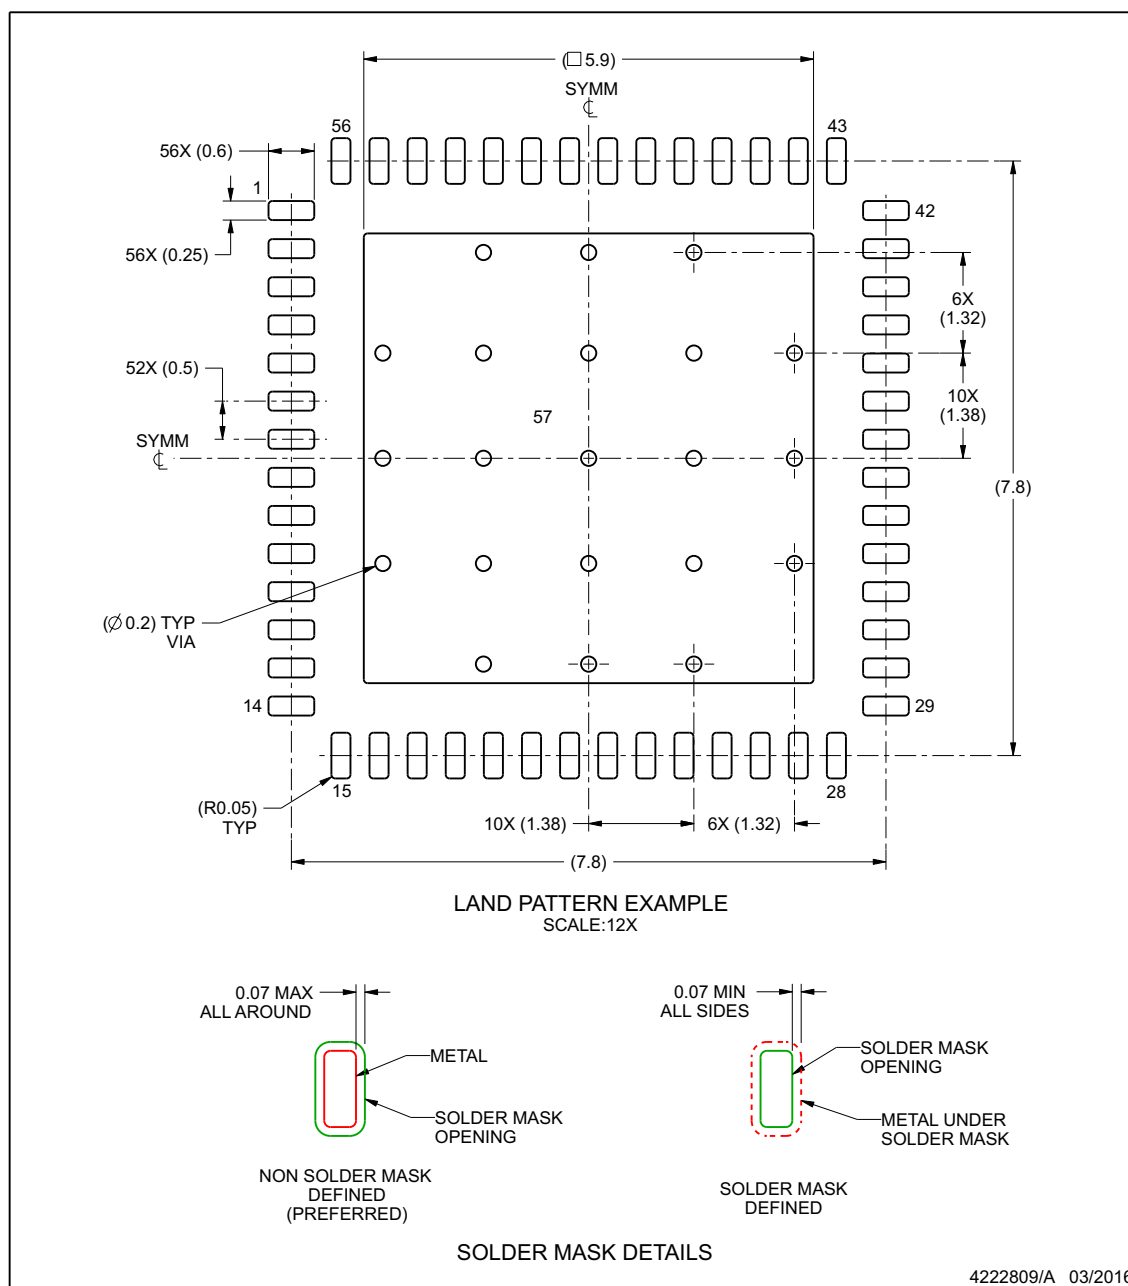 (□ 5.9)
SYMM
℄
56
43
56X (0.6)
1
42
56X (0.25)
6X
(1.32)
52X (0.5)
10X
(1.38)
57
SYMM
℄
(7.8)
(∅ 0.2) TYP
VIA
14
29
15
28
(R0.05)
TYP
10X (1.38)
6X (1.32)
(7.8)
LAND PATTERN EXAMPLE
SCALE:12X
0.07 MAX
ALL AROUND
METAL
SOLDER MASK
OPENING
NON SOLDER MASK
DEFINED
(PREFERRED)
0.07 MIN
ALL SIDES
SOLDER MASK
OPENING
METAL UNDER
SOLDER MASK
SOLDER MASK
DEFINED
SOLDER MASK DETAILS
4222809/A 03/2016